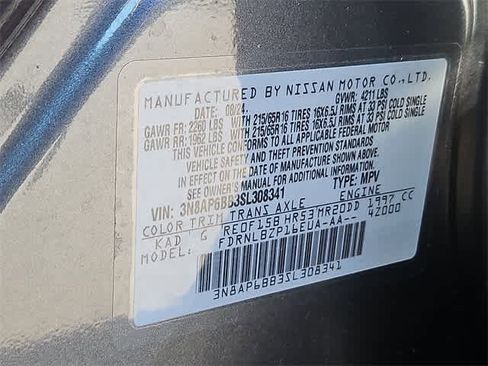 MANUFACTURED BY NISSAN MOTOR CO.,LTD.
DATE: 08/24 GVWR: 4211 LBS
GAWR FR: 2260 LBS WITH 215/65R16 TIRES 16X6.5J RIMS AT 33 PSI COLD SINGLE
GAWR RR: 1962 LBS WITH 215/65R16 TIRES 16X6.5J RIMS AT 33 PSI COLD SINGLE
THIS VEHICLE CONFORMS TO ALL APPLICABLE FEDERAL MOTOR
VEHICLE SAFETY AND THEFT PREVENTION STANDARDS
IN EFFECT ON THE DATE OF MANUFACTURE SHOWN ABOVE.
SEE OWNER'S MANUAL FOR ADDITIONAL INFORMATION
VIN: 3N8AP6BB3SL308341 TYPE: MPV
COLOR TRIM TRANS AXLE ENGINE
KAD G RE0F15B HR53 MR20DD 1997 CC
FDRNLBZP16EUA-AA-- 42000
3N8AP6BB3SL308341